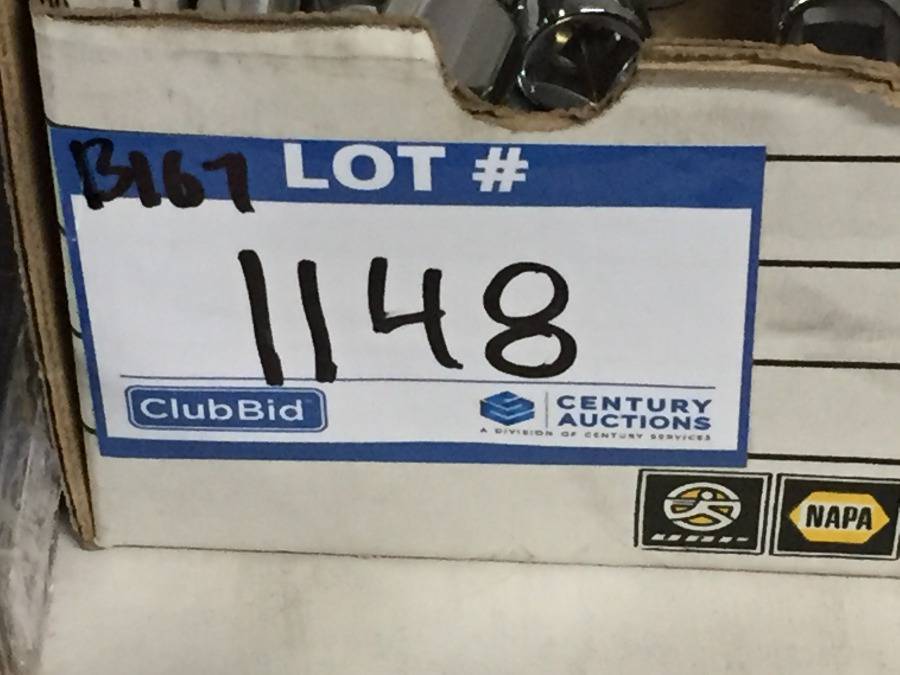 B167 LOT #
1148
ClubBid
CENTURY
AUCTIONS
A DIVISION OF CENTURY SERVICES
NAPA